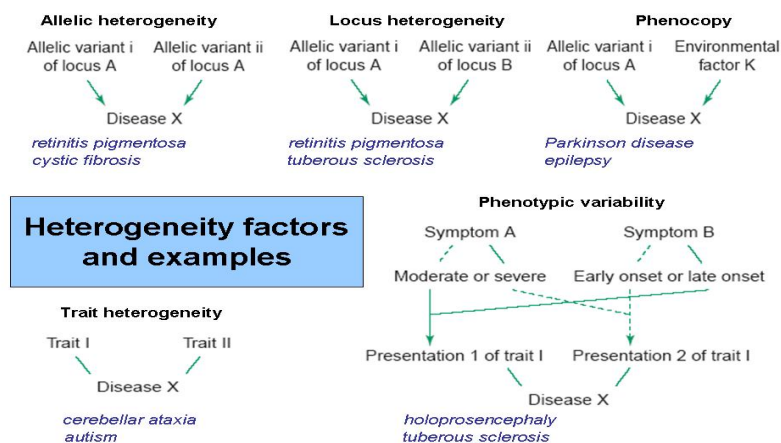 Allelic heterogeneity
Allelic variant i
of locus A
Allelic variant ii
of locus A
Disease X
retinitis pigmentosa
cystic fibrosis
Locus heterogeneity
Allelic variant i
of locus A
Allelic variant ii
of locus B
Disease X
retinitis pigmentosa
tuberous sclerosis
Phenocopy
Allelic variant i
of locus A
Environmental
factor K
Disease X
Parkinson disease
epilepsy
Heterogeneity factors
and examples
Phenotypic variability
Symptom A
Symptom B
Moderate or severe
Early onset or late onset
Presentation 1 of trait I
Presentation 2 of trait I
Disease X
holoprosencephaly
tuberous sclerosis
Trait heterogeneity
Trait I
Trait II
Disease X
cerebellar ataxia
autism